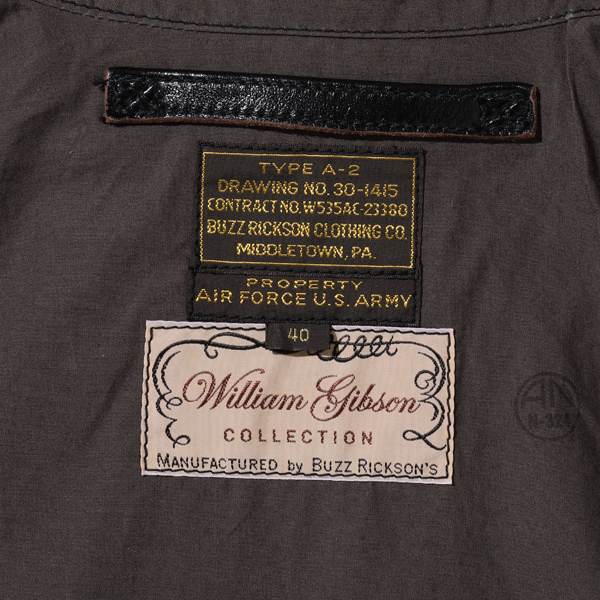 TYPE A-2
DRAWING NO. 30-1415
CONTRACT NO. W535AC-23380
BUZZ RICKSON CLOTHING CO.
MIDDLETOWN, PA.
PROPERTY
AIR FORCE U.S. ARMY
40
William Gibson
COLLECTION
MANUFACTURED by BUZZ RICKSON'S
N-324